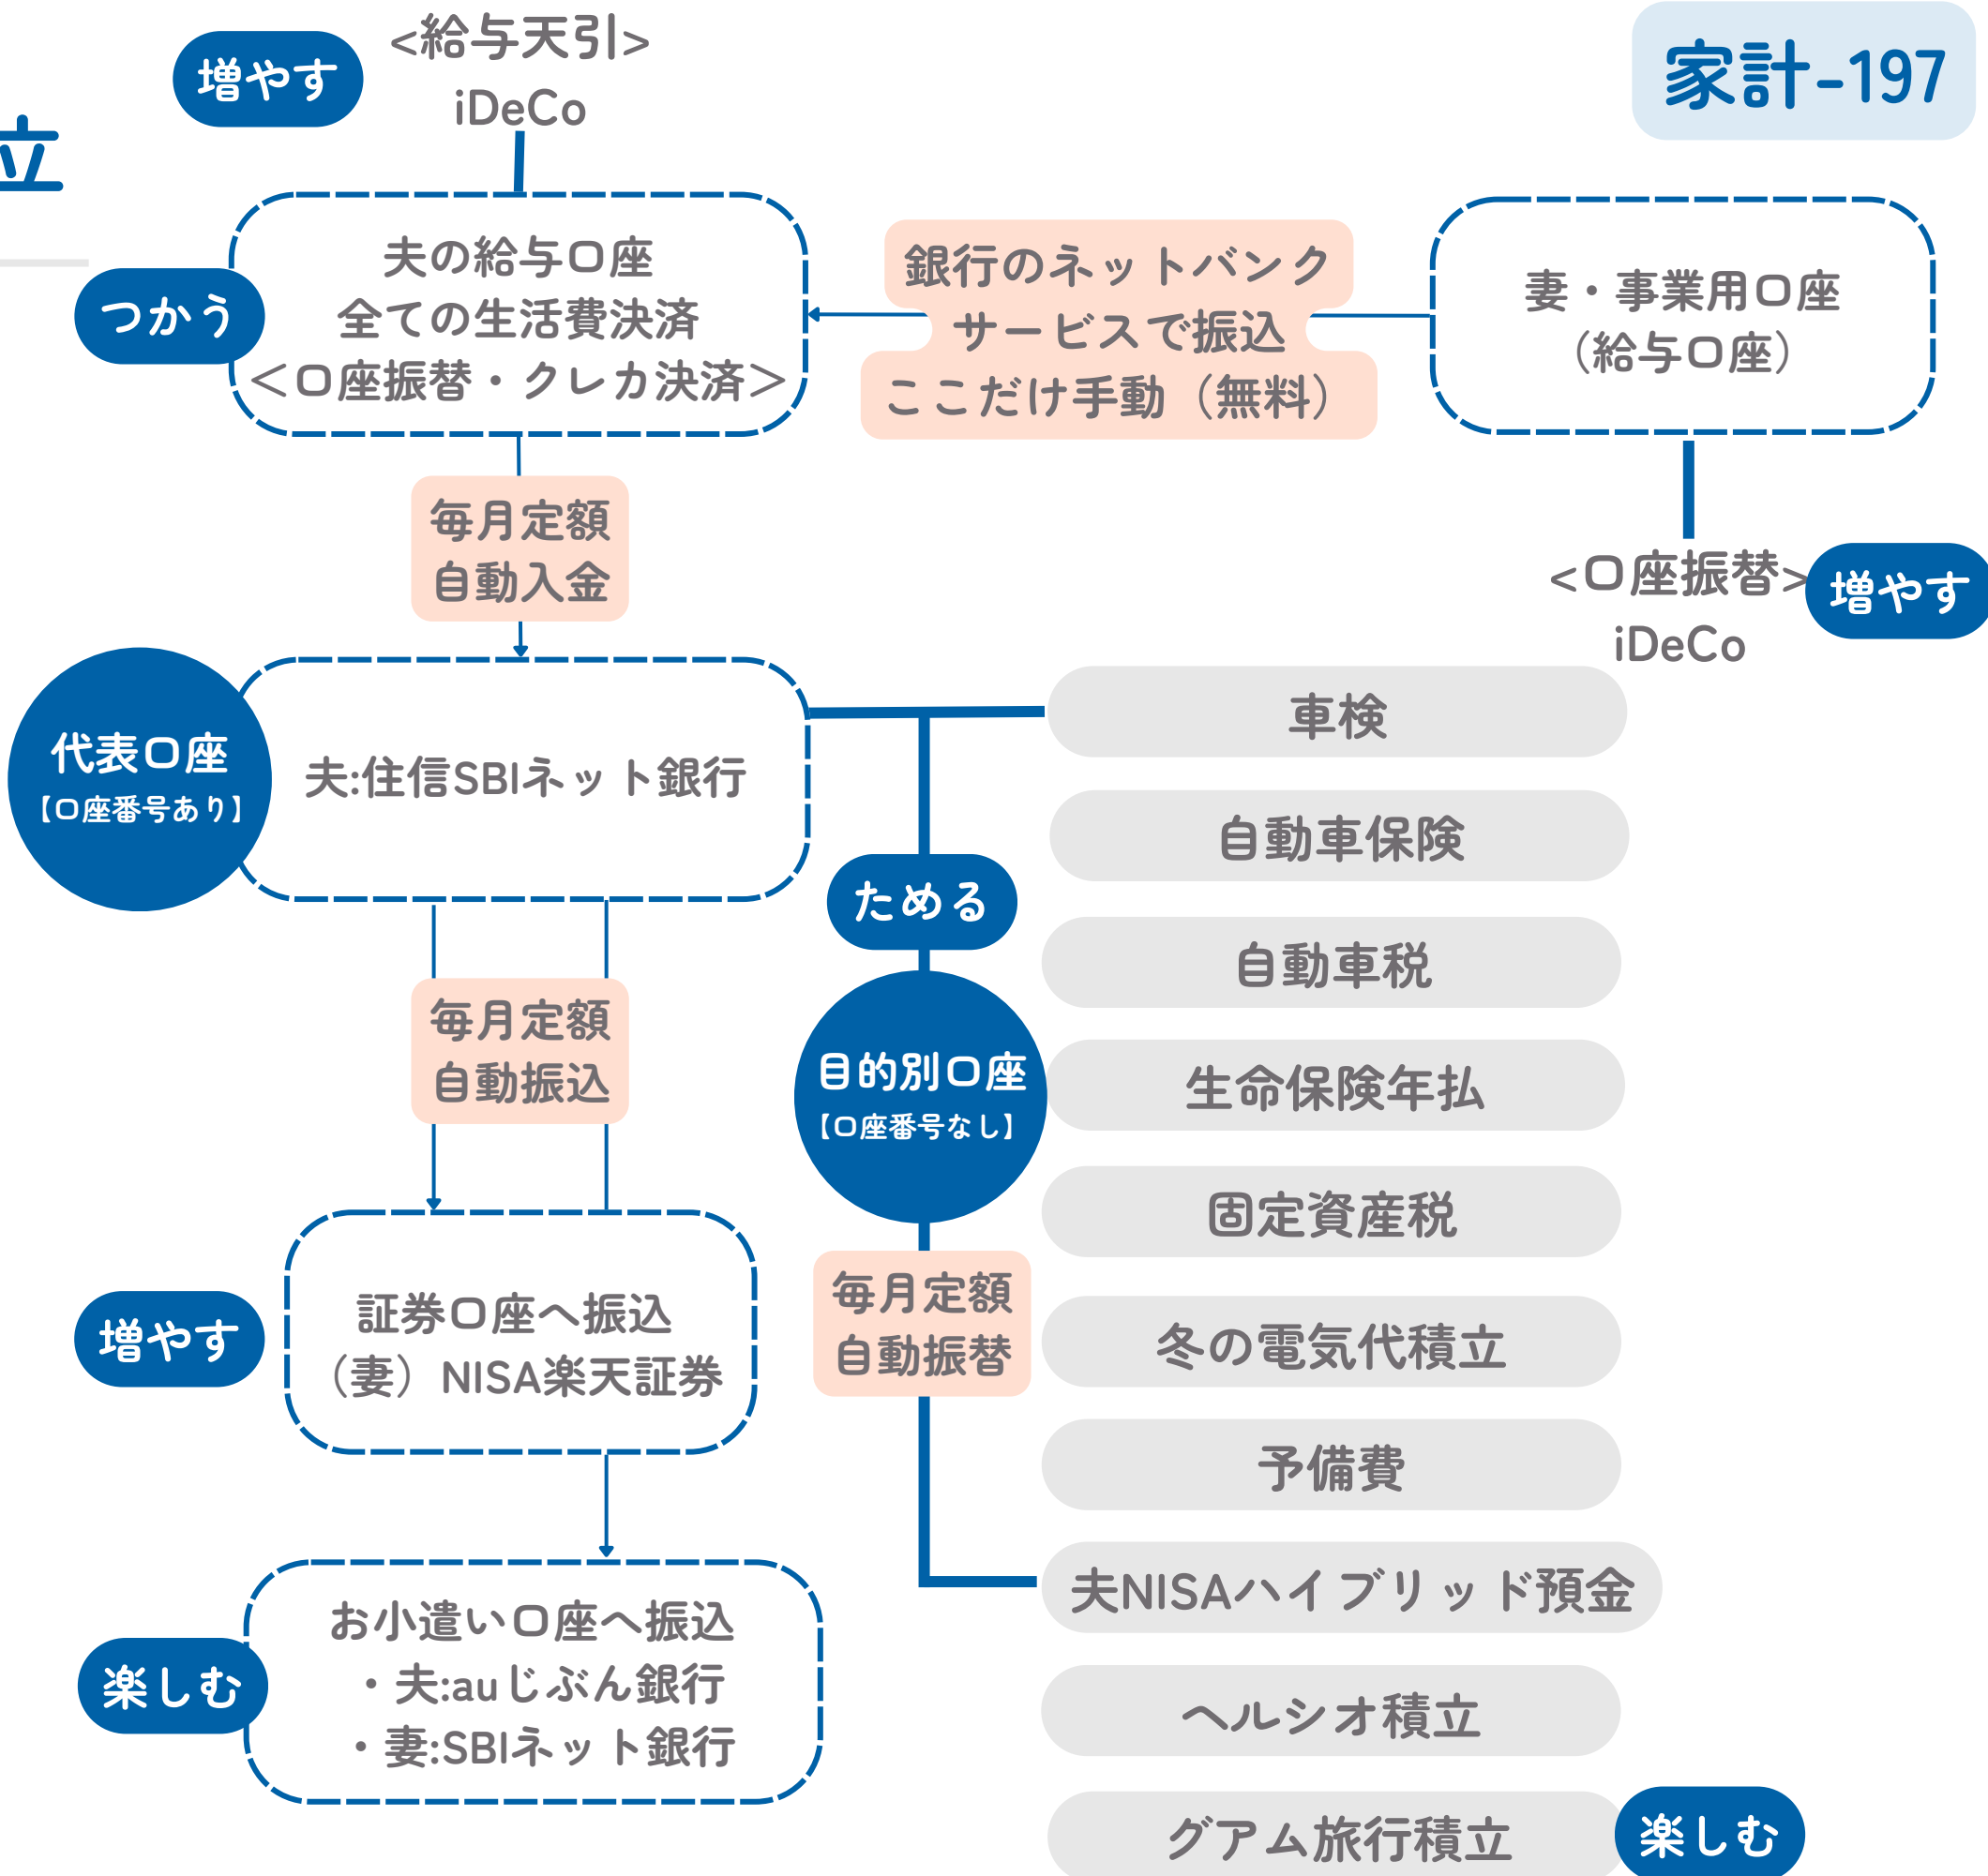 立
家計-197
増やす
<給与天引>
iDeCo
つかう
夫の給与口座
全ての生活費決済
<口座振替・クレカ決済>
銀行のネットバンク
サービスで振込
ここだけ手動（無料）
妻・事業用口座
（給与口座）
<口座振替>
iDeCo
増やす
毎月定額
自動入金
代表口座
【口座番号あり】
夫:住信SBIネット銀行
ためる
目的別口座
【口座番号なし】
毎月定額
自動振替
車検
自動車保険
自動車税
生命保険年払
固定資産税
冬の電気代積立
予備費
夫NISAハイブリッド預金
ヘルシオ積立
グアム旅行積立
楽しむ
毎月定額
自動振込
増やす
証券口座へ振込
（妻）NISA楽天証券
楽しむ
お小遣い口座へ振込
・夫:auじぶん銀行
・妻:SBIネット銀行